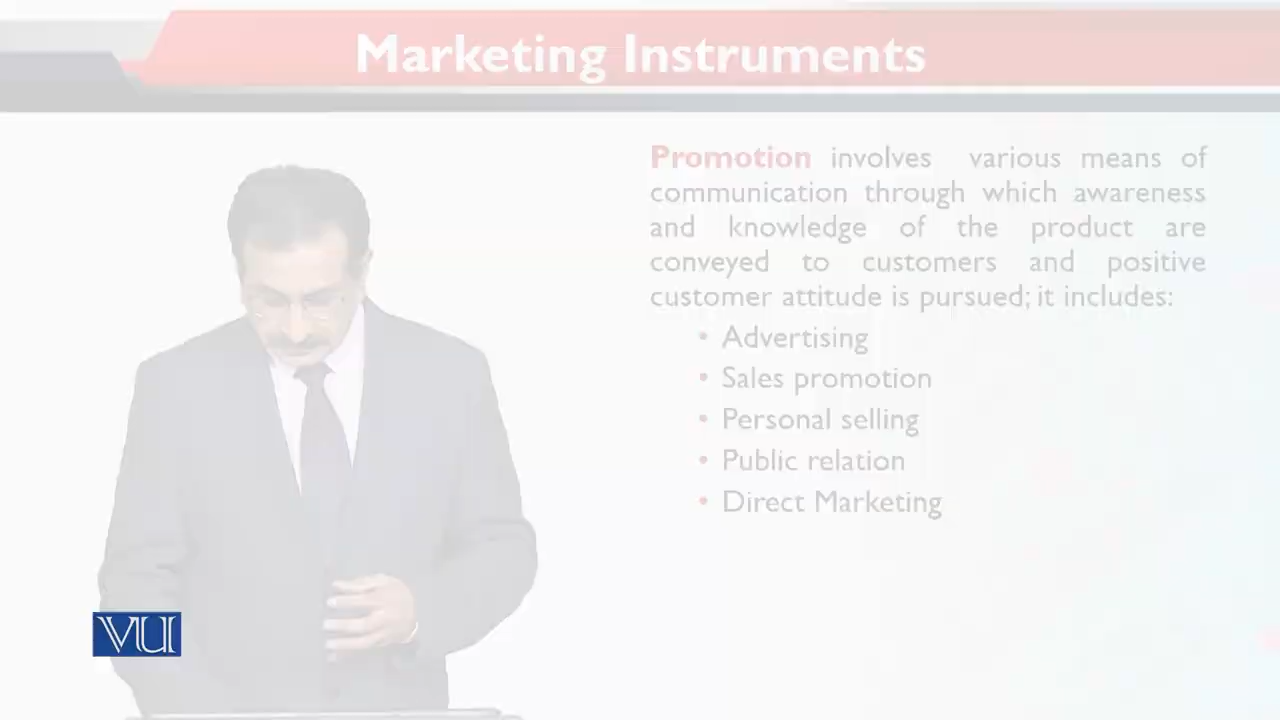 Marketing Instruments
Promotion involves various means of
communication through which awareness
and knowledge of the product are
conveyed to customers and positive
customer attitude is pursued; it includes:
• Advertising
• Sales promotion
• Personal selling
• Public relation
• Direct Marketing
VU